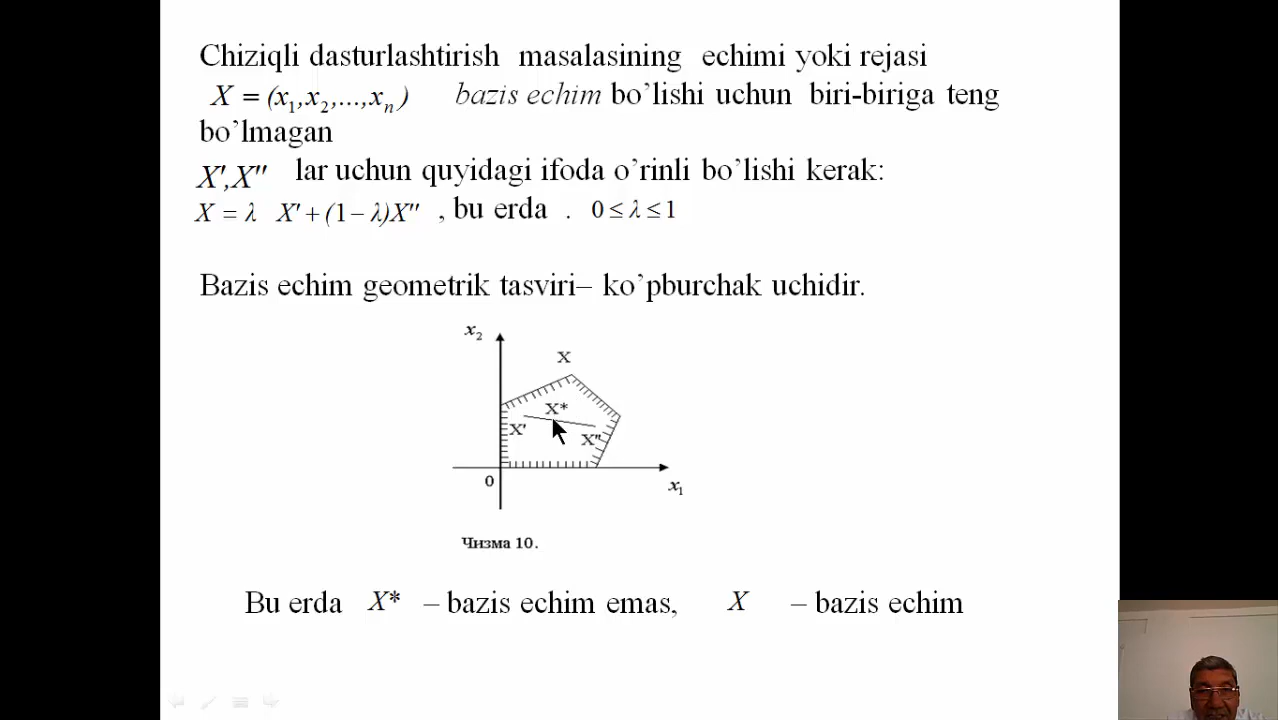 Chiziqli dasturlashtirish masalasining echimi yoki rejasi
X = (x₁,x₂,...,xₙ) bazis echim bo’lishi uchun biri-biriga teng
bo’lmagan
X′,X″ lar uchun quyidagi ifoda o’rinli bo’lishi kerak:
X = λ X′ + (1 − λ)X″ , bu erda . 0 ≤ λ ≤ 1
Bazis echim geometrik tasviri– ko’pburchak uchidir.
x₂
X
X*
X'
X"
0
x₁
Чизма 10.
Bu erda X* – bazis echim emas, X – bazis echim